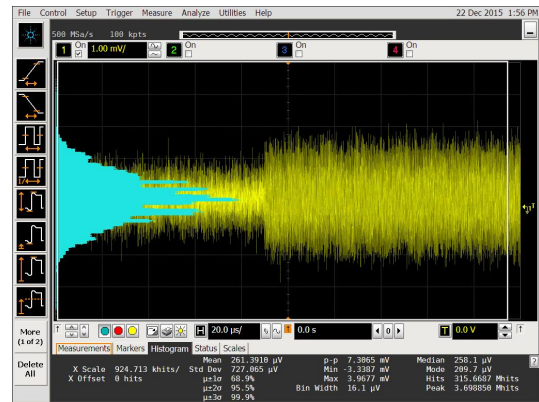 File Control Setup Trigger Measure Analyze Utilities Help 22 Dec 2015 1:56 PM
500 MSa/s 100 kpts
1 On 1.00 mV/ 2 On 3 On 4 On
T
More
(1 of 2)
Delete
All
H 20.0 µs/ 0.0 s 0 T 0.0 V
Measurements Markers Histogram Status Scales
Mean 261.3910 µV p-p 7.3065 mV Median 258.1 µV
X Scale 924.713 khits/ Std Dev 727.065 µV Min -3.3387 mV Mode 209.7 µV
X Offset 0 hits µ±1σ 68.9% Max 3.9677 mV Hits 315.6687 Mhits
µ±2σ 95.5% Bin Width 16.1 µV Peak 3.698850 Mhits
µ±3σ 99.9%